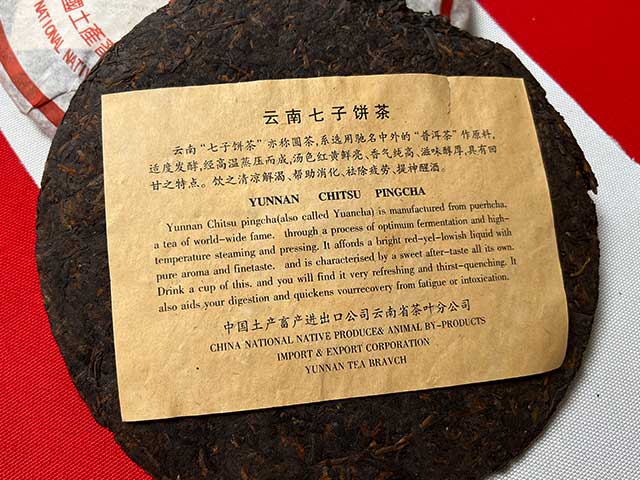 國土產畜
NATIONAL NATIVE
云南七子饼茶
云南“七子饼茶”亦称圆茶,系选用驰名中外的“普洱茶”作原料,
适度发酵,经高温蒸压而成,汤色红黄鲜亮、香气纯高、滋味醇厚,具有回
甘之特点。饮之清凉解渴、帮助消化、祛除疲劳、提神醒酒。
YUNNAN CHITSU PINGCHA
Yunnan Chitsu pingcha(also called Yuancha) is manufactured from puerhcha,
a tea of world-wide fame. through a process of optimum fermentation and high-
temperature steaming and pressing. It affords a bright red-yel-lowish liquid with
pure aroma and finetaste. and is characterised by a sweet after-taste all its own.
Drink a cup of this. and you will find it very refreshing and thirst-quenching. It
also aids your digestion and quickens yourrecovery from fatigue or intoxication.
中国土产畜产进出口公司云南省茶叶分公司
CHINA NATIONAL NATIVE PRODUCE& ANIMAL BY-PRODUCTS
IMPORT & EXPORT CORPORATION
YUNNAN TEA BRAVCH